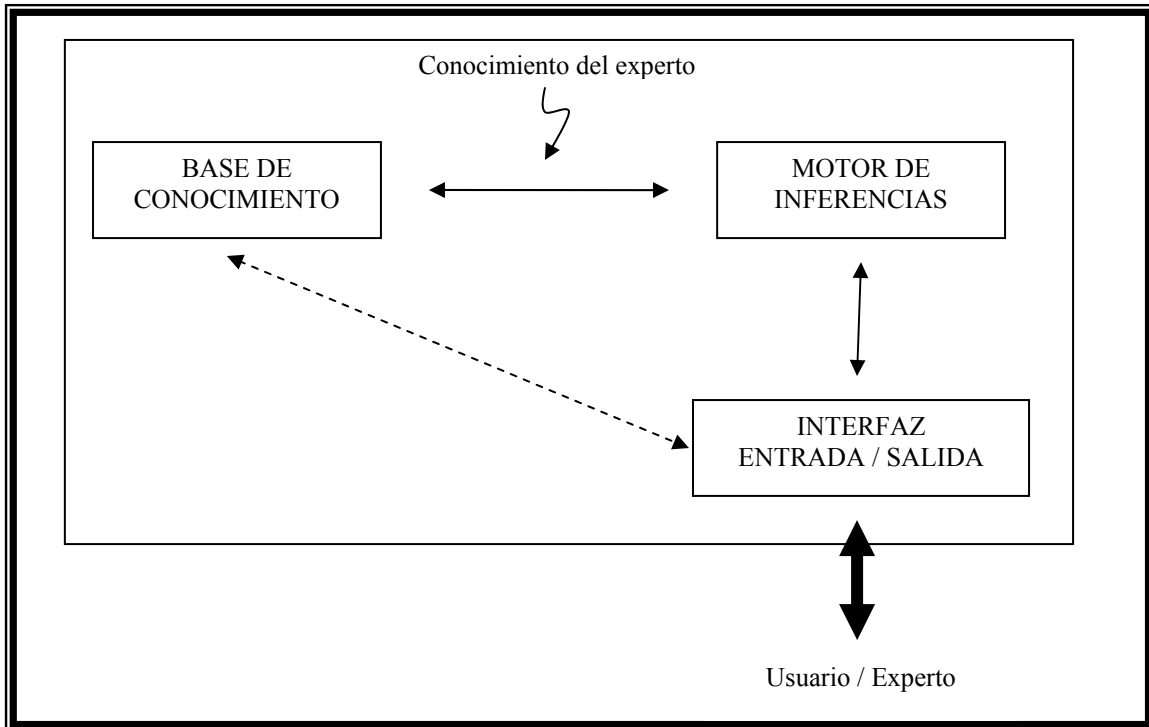 Conocimiento del experto
BASE DE
CONOCIMIENTO
MOTOR DE
INFERENCIAS
INTERFAZ
ENTRADA / SALIDA
Usuario / Experto